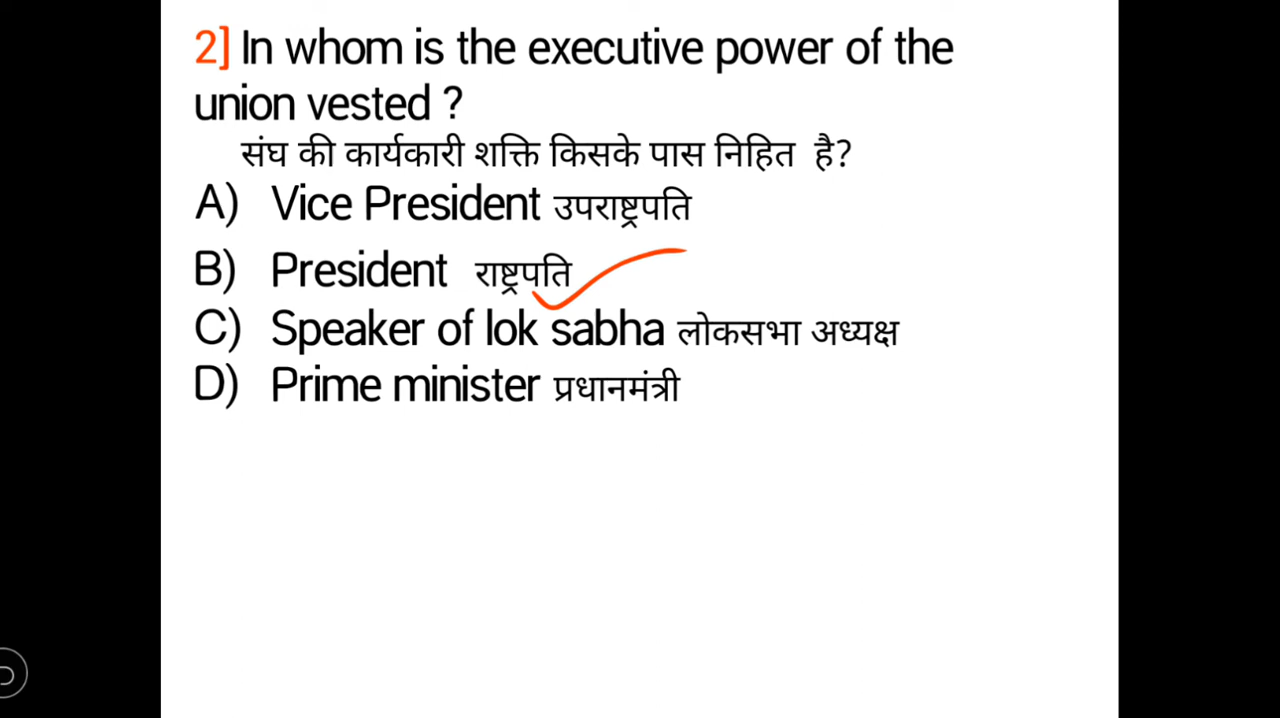 2] In whom is the executive power of the
union vested ?
संघ की कार्यकारी शक्ति किसके पास निहित है?
A) Vice President उपराष्ट्रपति
B) President राष्ट्रपति
C) Speaker of lok sabha लोकसभा अध्यक्ष
D) Prime minister प्रधानमंत्री